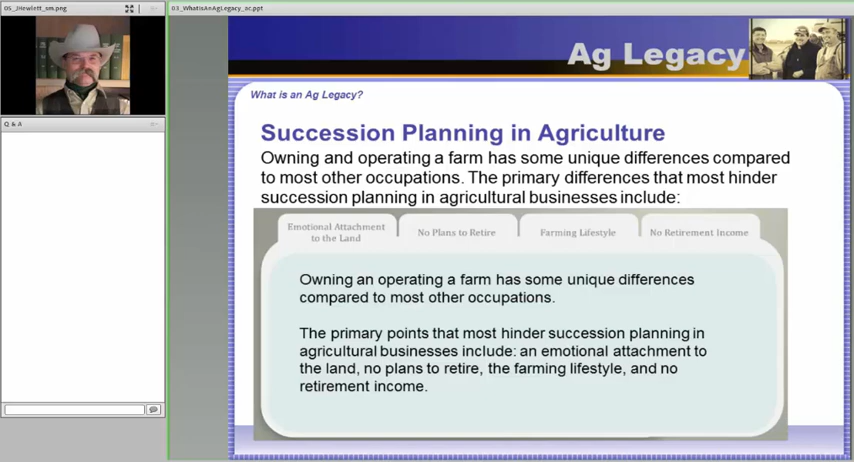 05_JHewlett_sm.png
03_WhatIsAnAgLegacy_oc.ppt
Q & A
Ag Legacy
What is an Ag Legacy?
Succession Planning in Agriculture
Owning and operating a farm has some unique differences compared
to most other occupations. The primary differences that most hinder
succession planning in agricultural businesses include:
Emotional Attachment
to the Land
No Plans to Retire
Farming Lifestyle
No Retirement Income
Owning an operating a farm has some unique differences
compared to most other occupations.
The primary points that most hinder succession planning in
agricultural businesses include: an emotional attachment to
the land, no plans to retire, the farming lifestyle, and no
retirement income.